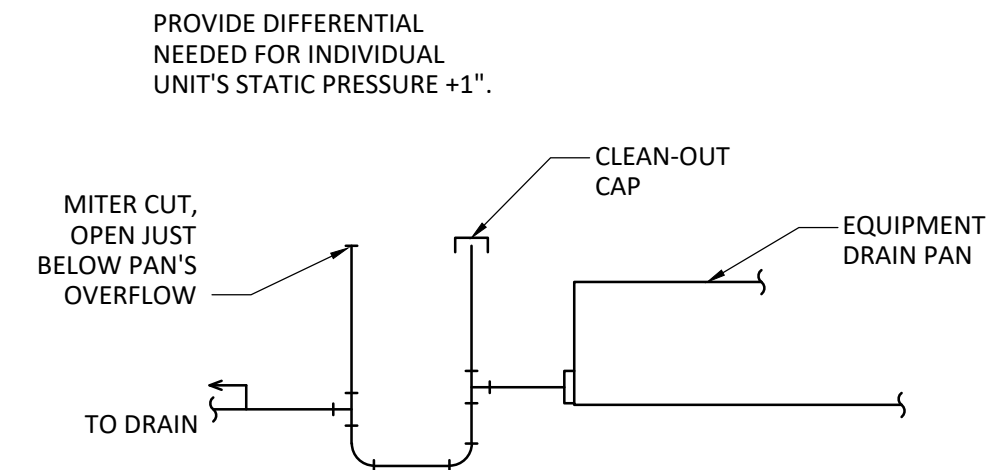 PROVIDE DIFFERENTIAL
NEEDED FOR INDIVIDUAL
UNIT'S STATIC PRESSURE +1".
CLEAN-OUT
CAP
MITER CUT,
OPEN JUST
BELOW PAN'S
OVERFLOW
EQUIPMENT
DRAIN PAN
TO DRAIN